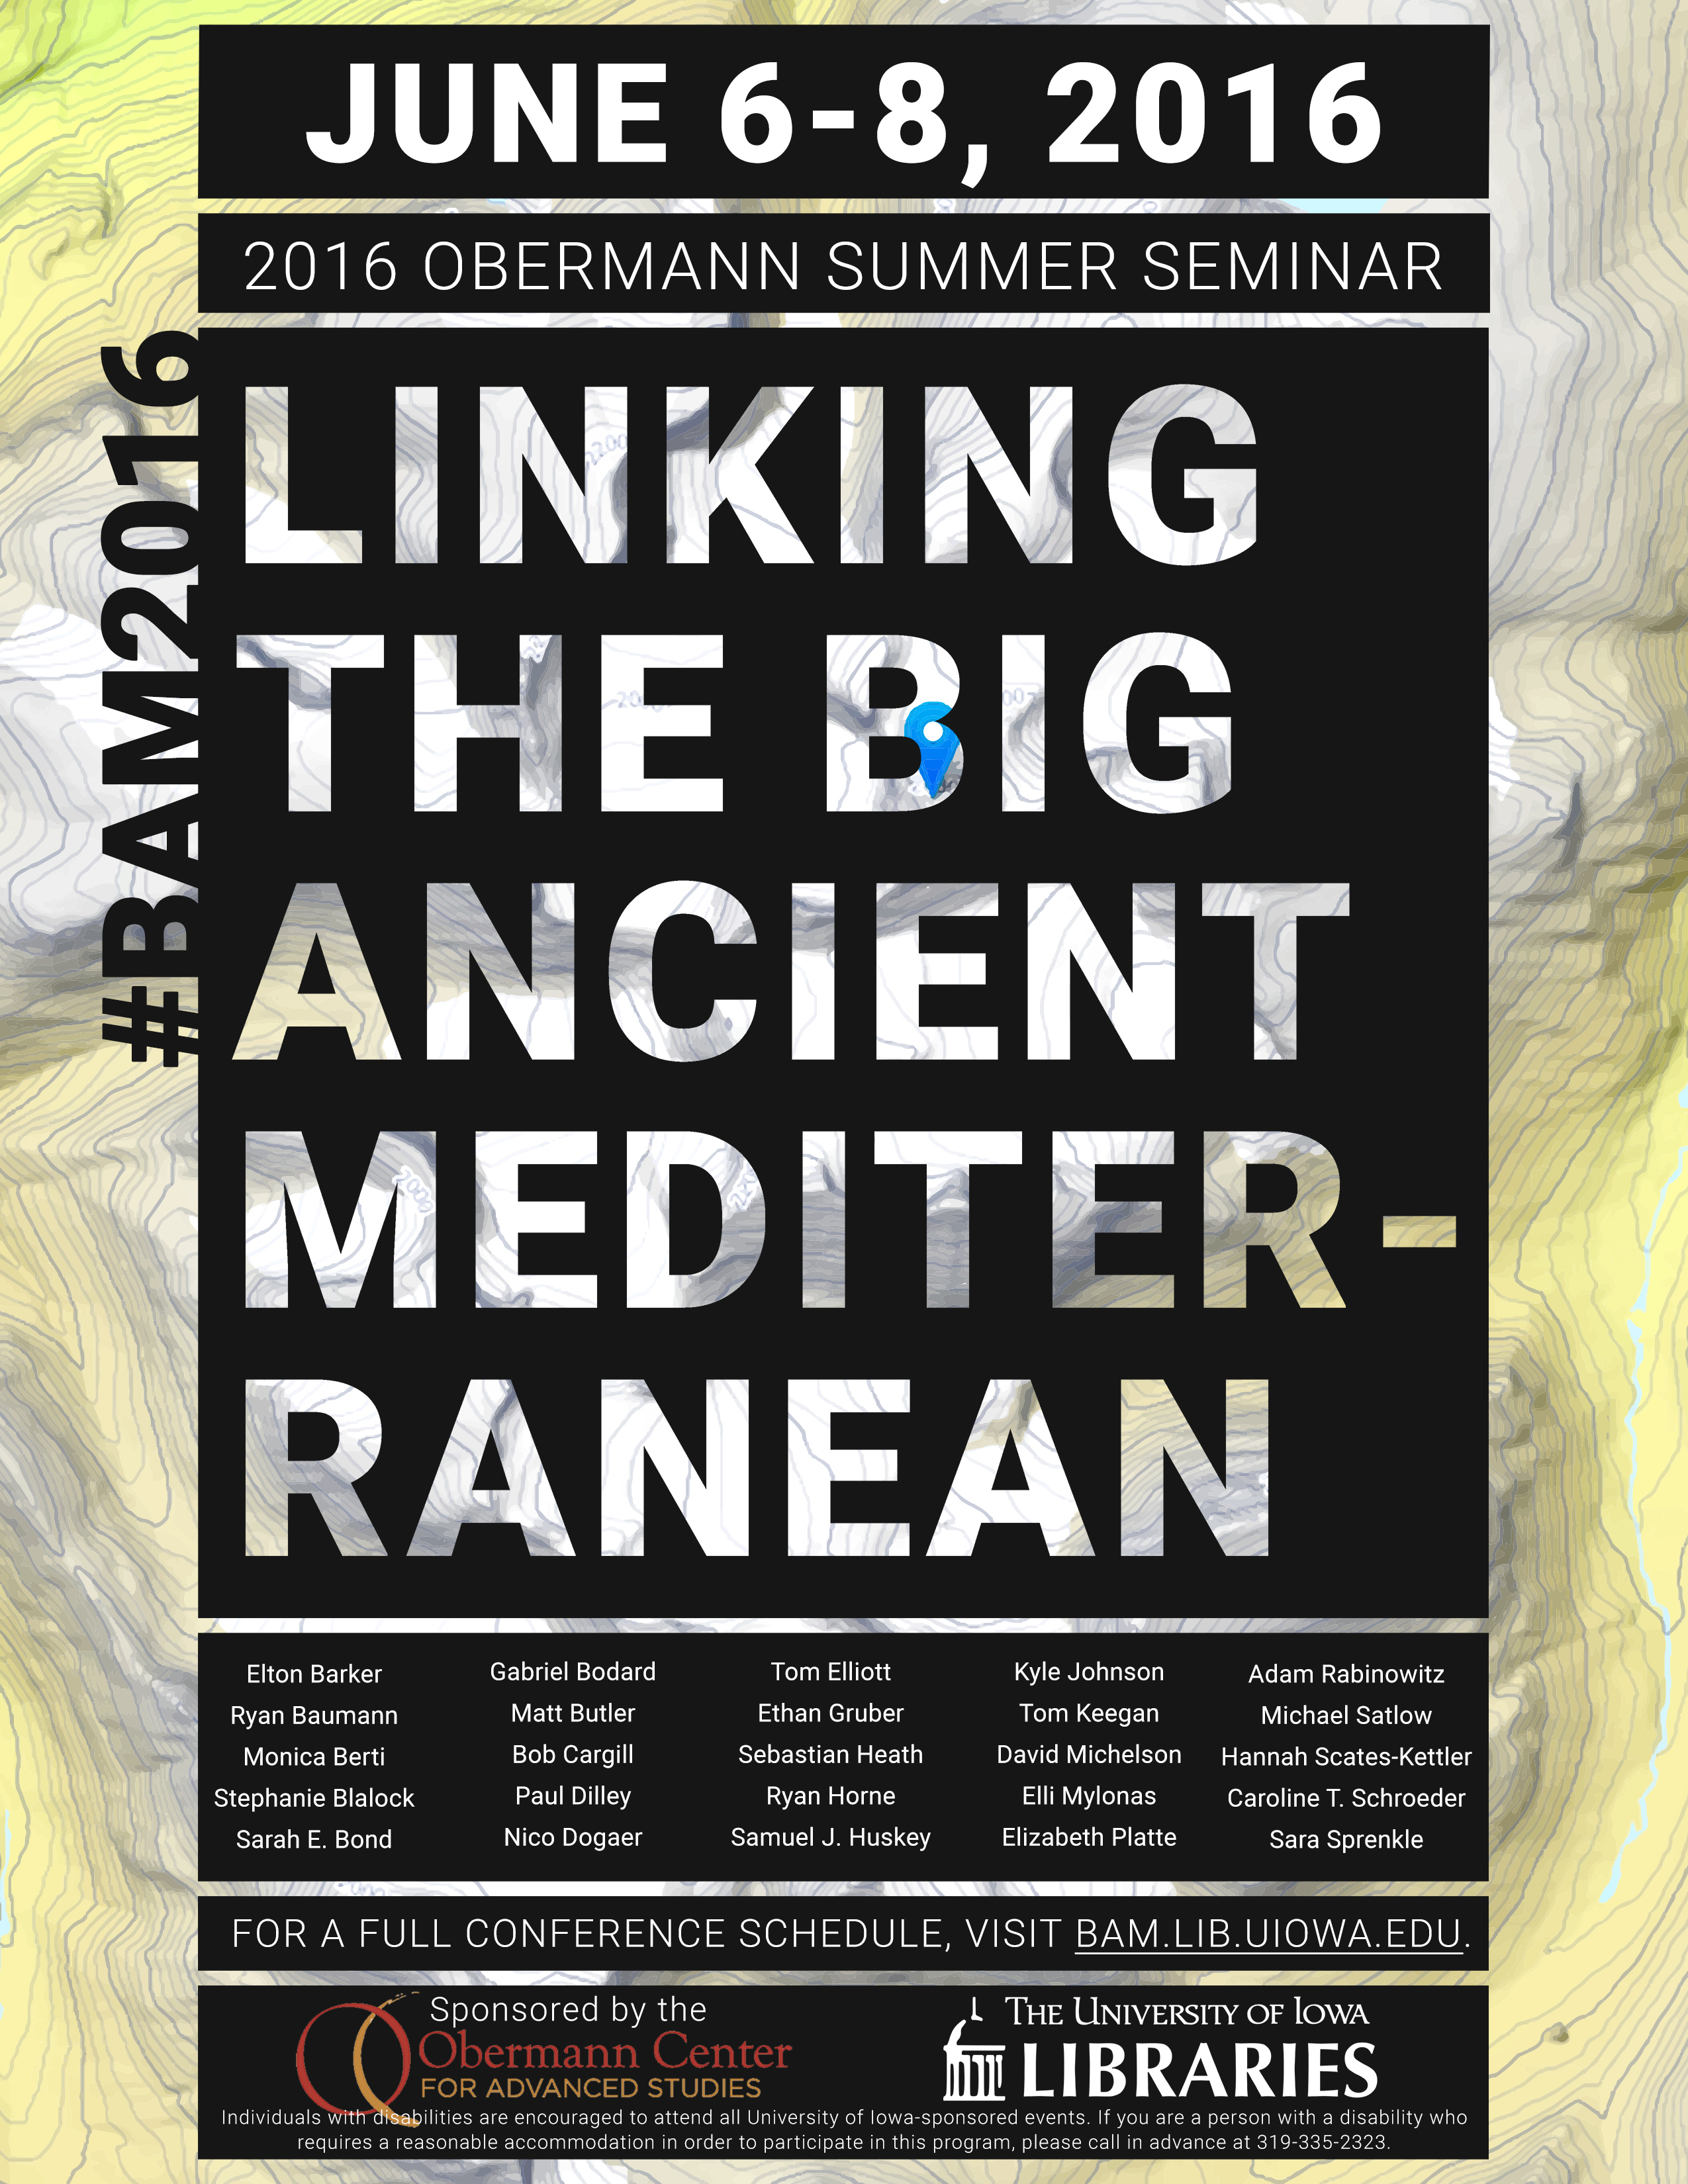 JUNE 6-8, 2016
2016 OBERMANN SUMMER SEMINAR
#BAM2016
LINKING
THE BIG
ANCIENT
MEDITER-
RANEAN
Elton Barker
Ryan Baumann
Monica Berti
Stephanie Blalock
Sarah E. Bond
Gabriel Bodard
Matt Butler
Bob Cargill
Paul Dilley
Nico Dogaer
Tom Elliott
Ethan Gruber
Sebastian Heath
Ryan Horne
Samuel J. Huskey
Kyle Johnson
Tom Keegan
David Michelson
Elli Mylonas
Elizabeth Platte
Adam Rabinowitz
Michael Satlow
Hannah Scates-Kettler
Caroline T. Schroeder
Sara Sprenkle
FOR A FULL CONFERENCE SCHEDULE, VISIT BAM.LIB.UIOWA.EDU.
Sponsored by the
Obermann Center
FOR ADVANCED STUDIES
THE UNIVERSITY OF IOWA
LIBRARIES
Individuals with disabilities are encouraged to attend all University of Iowa-sponsored events. If you are a person with a disability who
requires a reasonable accommodation in order to participate in this program, please call in advance at 319-335-2323.